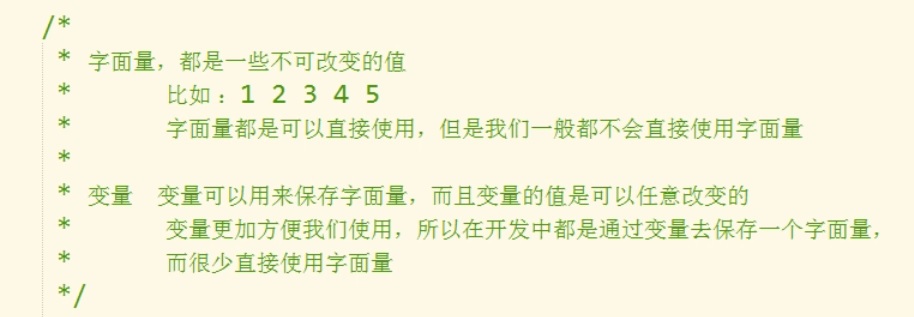 /*
* 字面量，都是一些不可改变的值
* 比如：1 2 3 4 5
* 字面量都是可以直接使用，但是我们一般都不会直接使用字面量
*
* 变量 变量可以用来保存字面量，而且变量的值是可以任意改变的
* 变量更加方便我们使用，所以在开发中都是通过变量去保存一个字面量，
* 而很少直接使用字面量
*/